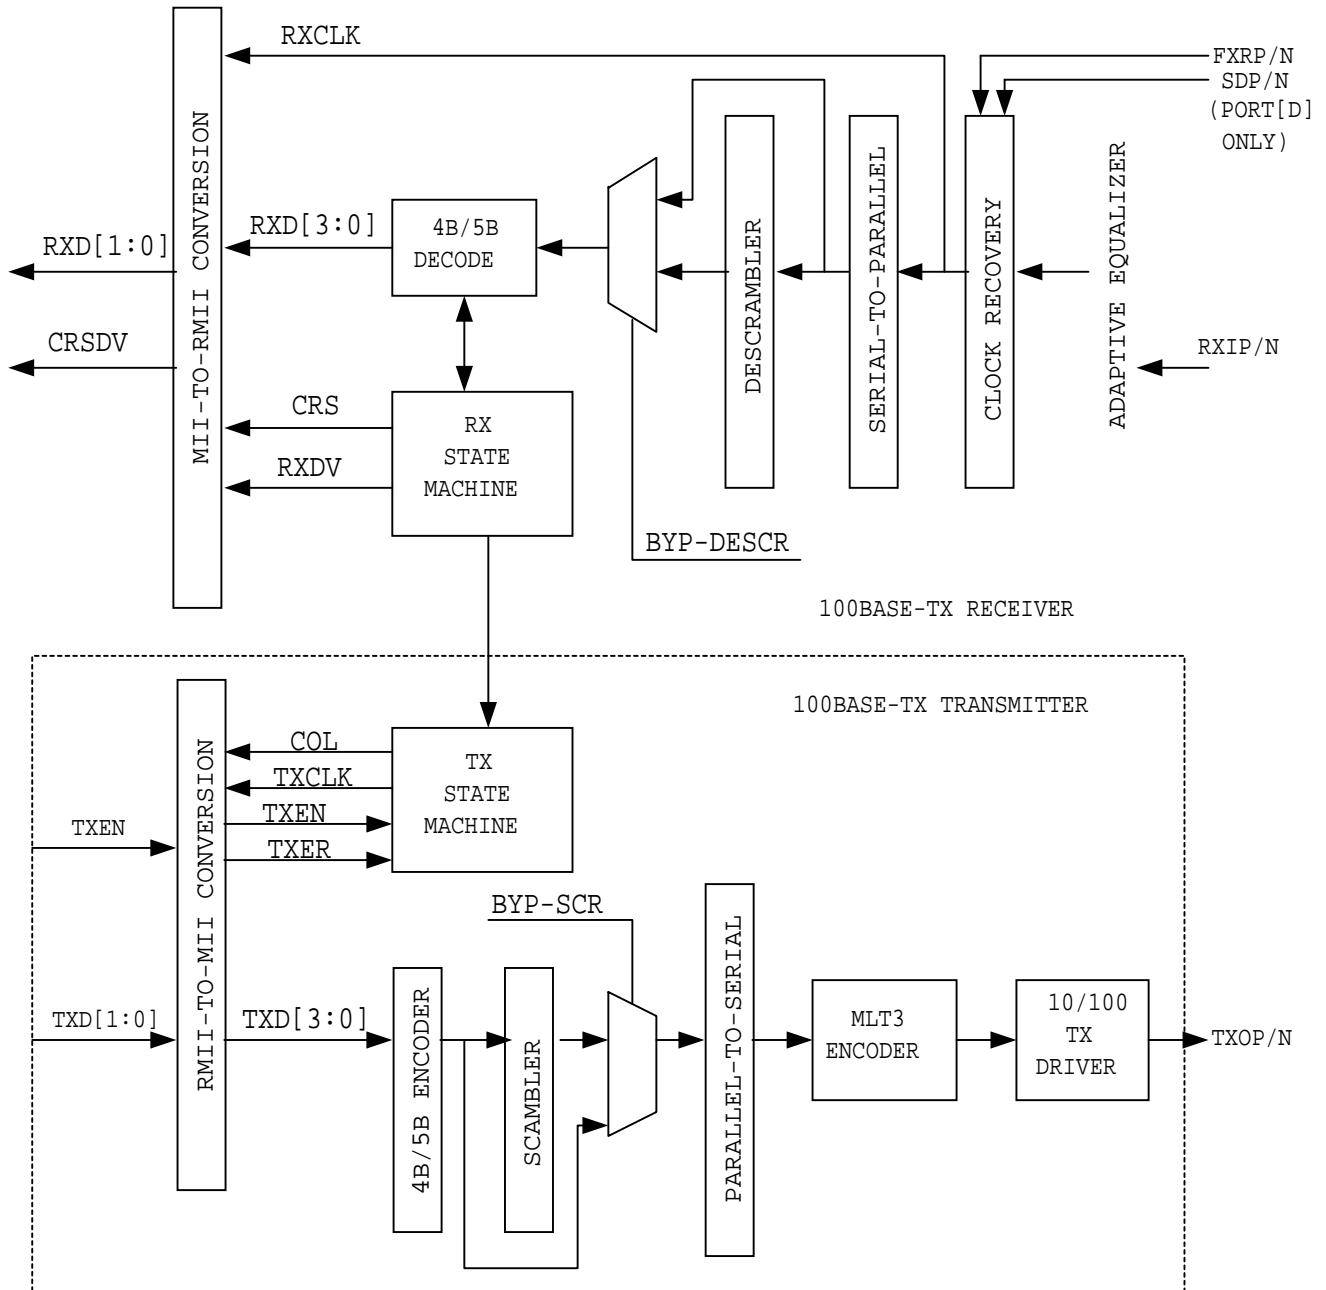 RXCLK
FXRP/N
SDP/N
(PORT[D]
ONLY)
MII-TO-RMII CONVERSION
RXD[1:0]
CRSDV
RXD[3:0]
4B/5B
DECODE
DESCRAMBLER
SERIAL-TO-PARALLEL
CLOCK RECOVERY
ADAPTIVE EQUALIZER
RXIP/N
CRS
RXDV
RX
STATE
MACHINE
BYP-DESCR
100BASE-TX RECEIVER
100BASE-TX TRANSMITTER
RMII-TO-MII CONVERSION
COL
TXCLK
TXEN
TXER
TX
STATE
MACHINE
TXEN
BYP-SCR
TXD[1:0]
TXD[3:0]
4B/5B ENCODER
SCAMBLER
PARALLEL-TO-SERIAL
MLT3
ENCODER
10/100
TX
DRIVER
TXOP/N